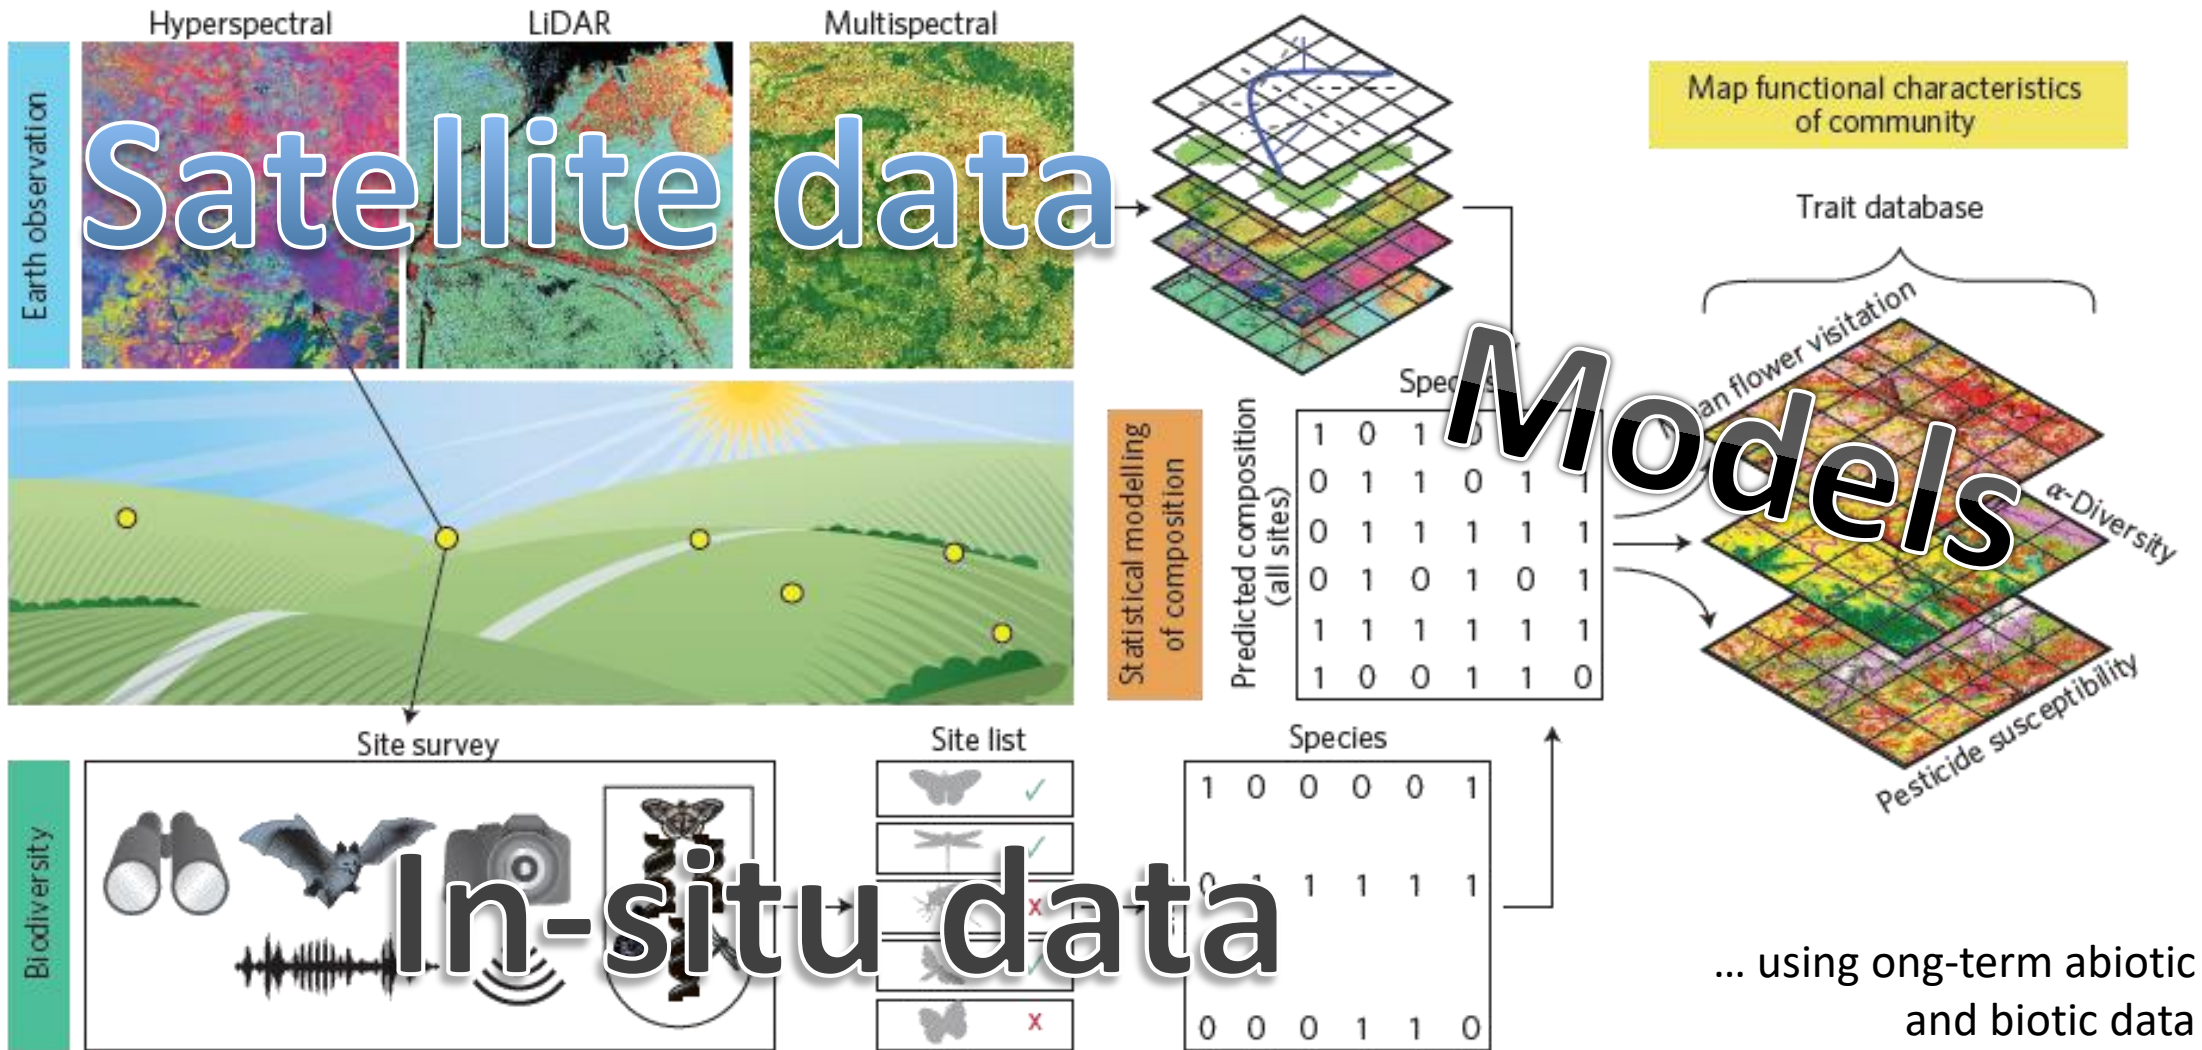 Hyperspectral
LiDAR
Multispectral
Earth observation
Satellite data
Map functional characteristics
of community
Trait database
flower visitation
α-Diversity
Pesticide susceptibility
Models
Statistical modelling
of composition
Predicted composition
(all sites)
1 0 1 0
0 1 1 0 1 1
0 1 1 1 1 1
0 1 0 1 0 1
1 1 1 1 1 1
1 0 0 1 1 0
Site survey
Site list
Species
Biodiversity
✓
✓
x
✓
x
In-situ data
1 0 0 0 0 1
0 1 1 1 1 1
0 0 0 1 1 0
... using ong-term abiotic
and biotic data